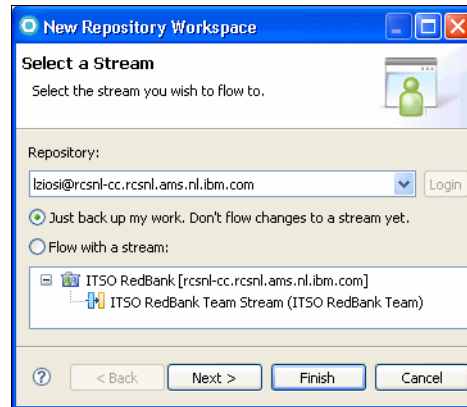 New Repository Workspace
Select a Stream
Select the stream you wish to flow to.
Repository:
lziosi@rcsnl-cc.rcsnl.ams.nl.ibm.com
Login
Just back up my work. Don't flow changes to a stream yet.
Flow with a stream:
ITSO RedBank [rcsnl-cc.rcsnl.ams.nl.ibm.com]
ITSO RedBank Team Stream (ITSO RedBank Team)
? < Back Next > Finish Cancel